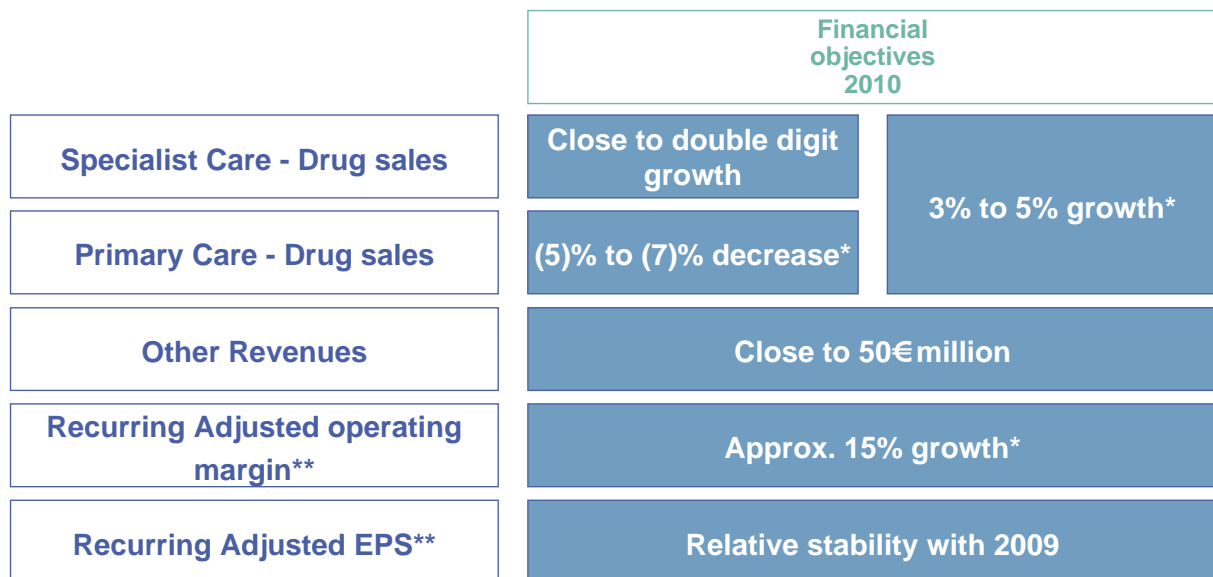 Financial
objectives
2010
Specialist Care - Drug sales
Close to double digit
growth
3% to 5% growth*
Primary Care - Drug sales
(5)% to (7)% decrease*
Other Revenues
Close to 50€million
Recurring Adjusted operating
margin**
Approx. 15% growth*
Recurring Adjusted EPS**
Relative stability with 2009